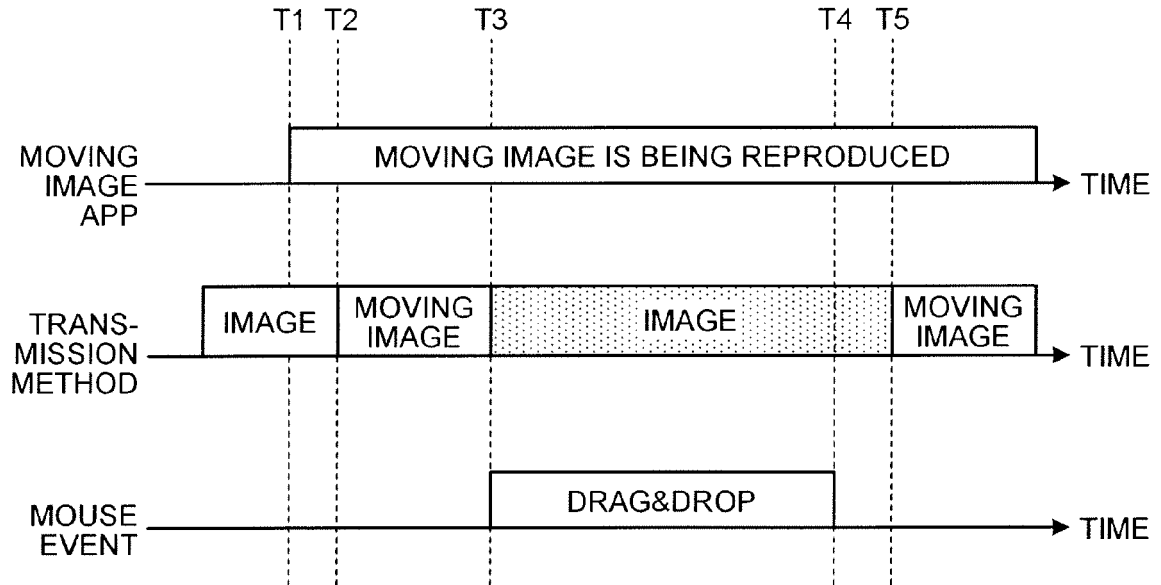 T1 T2 T3 T4 T5
MOVING
IMAGE
APP
MOVING IMAGE IS BEING REPRODUCED
TIME
TRANS-
MISSION
METHOD
IMAGE
MOVING
IMAGE
IMAGE
MOVING
IMAGE
TIME
MOUSE
EVENT
DRAG&DROP
TIME